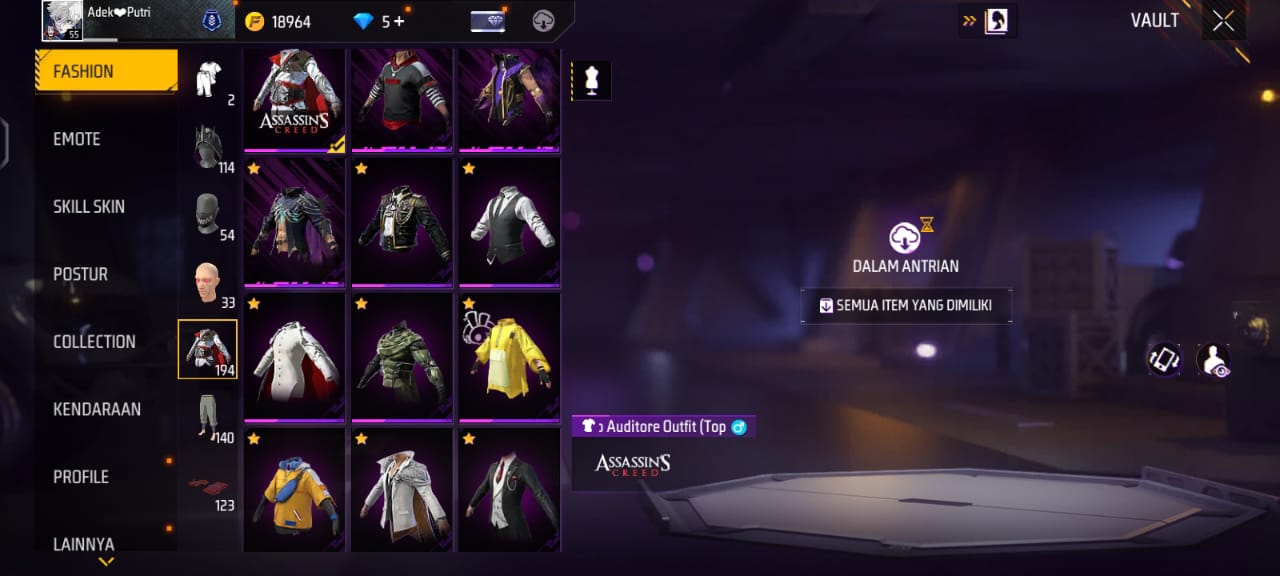 Adek❤Putri
55
18964
5+
VAULT
FASHION
EMOTE
SKILL SKIN
POSTUR
COLLECTION
KENDARAAN
PROFILE
LAINNYA
2
114
54
33
194
140
123
ASSASSIN'S
CREED
DALAM ANTRIAN
SEMUA ITEM YANG DIMILIKI
Auditore Outfit (Top
ASSASSIN'S
CREED